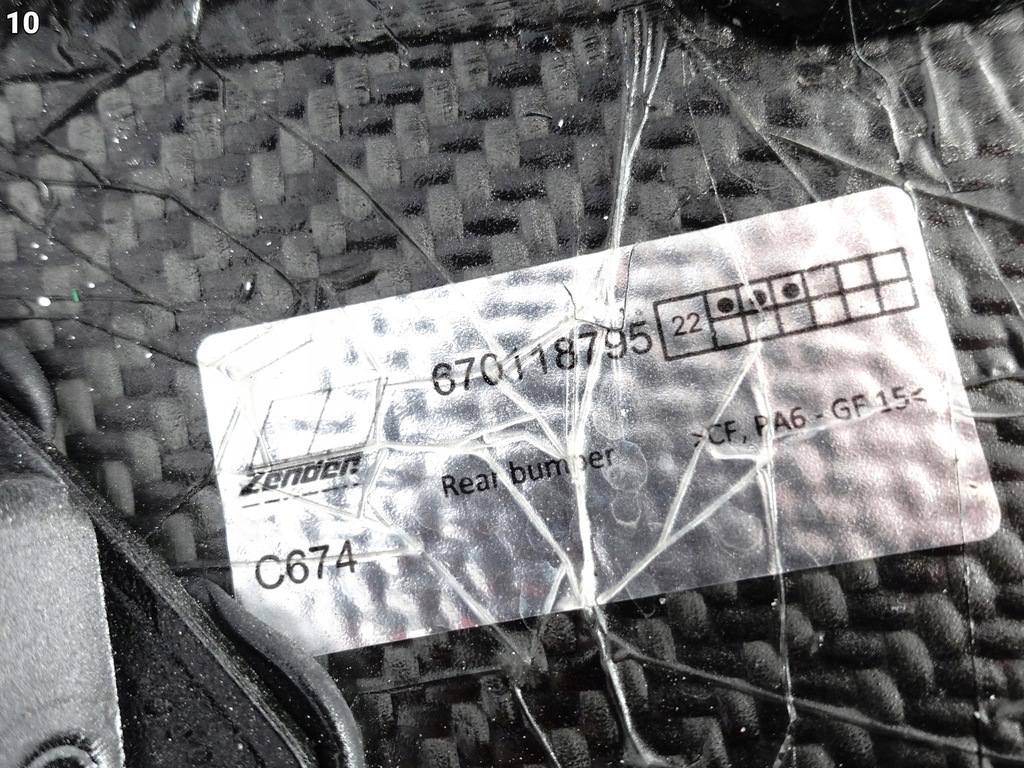 10
670118795
22
>CF, PA6 - GF 15<
Zender
Rear bumper
C674